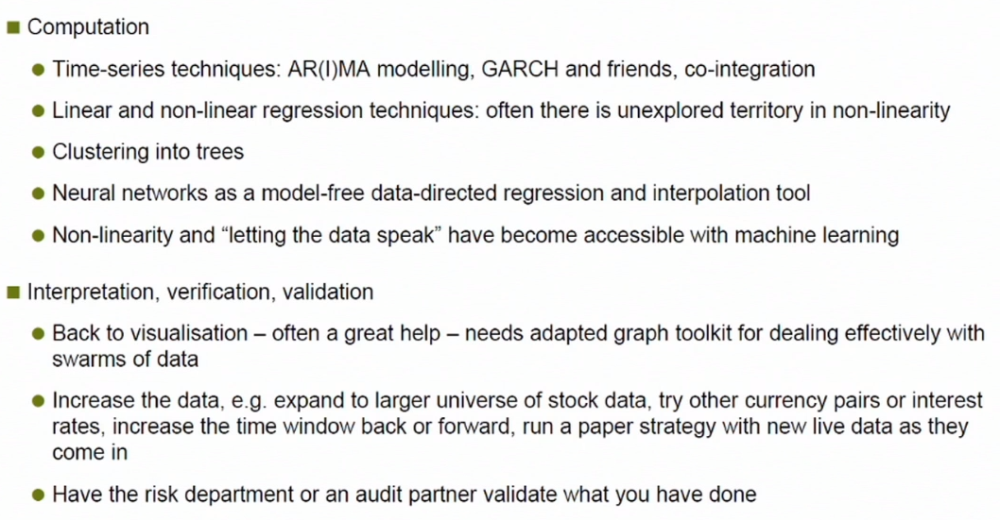 Computation
Time-series techniques: AR(I)MA modelling, GARCH and friends, co-integration
Linear and non-linear regression techniques: often there is unexplored territory in non-linearity
Clustering into trees
Neural networks as a model-free data-directed regression and interpolation tool
Non-linearity and “letting the data speak” have become accessible with machine learning
Interpretation, verification, validation
Back to visualisation – often a great help – needs adapted graph toolkit for dealing effectively with
swarms of data
Increase the data, e.g. expand to larger universe of stock data, try other currency pairs or interest
rates, increase the time window back or forward, run a paper strategy with new live data as they
come in
Have the risk department or an audit partner validate what you have done